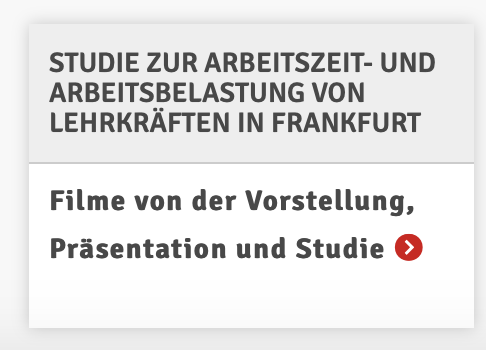 STUDIE ZUR ARBEITSZEIT- UND
ARBEITSBELASTUNG VON
LEHRKRÄFTEN IN FRANKFURT
Filme von der Vorstellung,
Präsentation und Studie